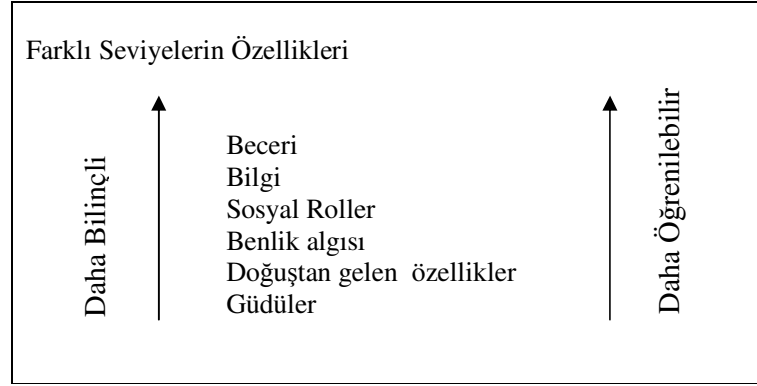 Farklı Seviyelerin Özellikleri
Daha Bilinçli
Beceri
Bilgi
Sosyal Roller
Benlik algısı
Doğuştan gelen özellikler
Güdüler
Daha Öğrenilebilir